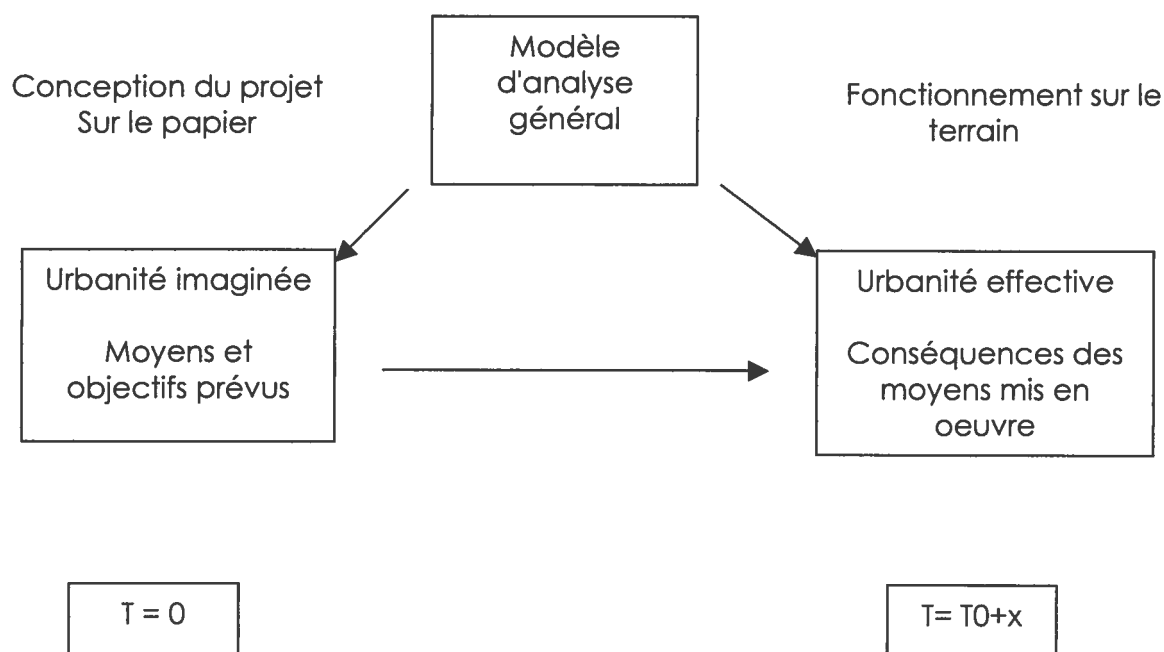 Modèle
d'analyse
général
Conception du projet
Sur le papier
Fonctionnement sur le
terrain
Urbanité imaginée
Moyens et
objectifs prévus
Urbanité effective
Conséquences des
moyens mis en
oeuvre
T = 0
T= T0+x